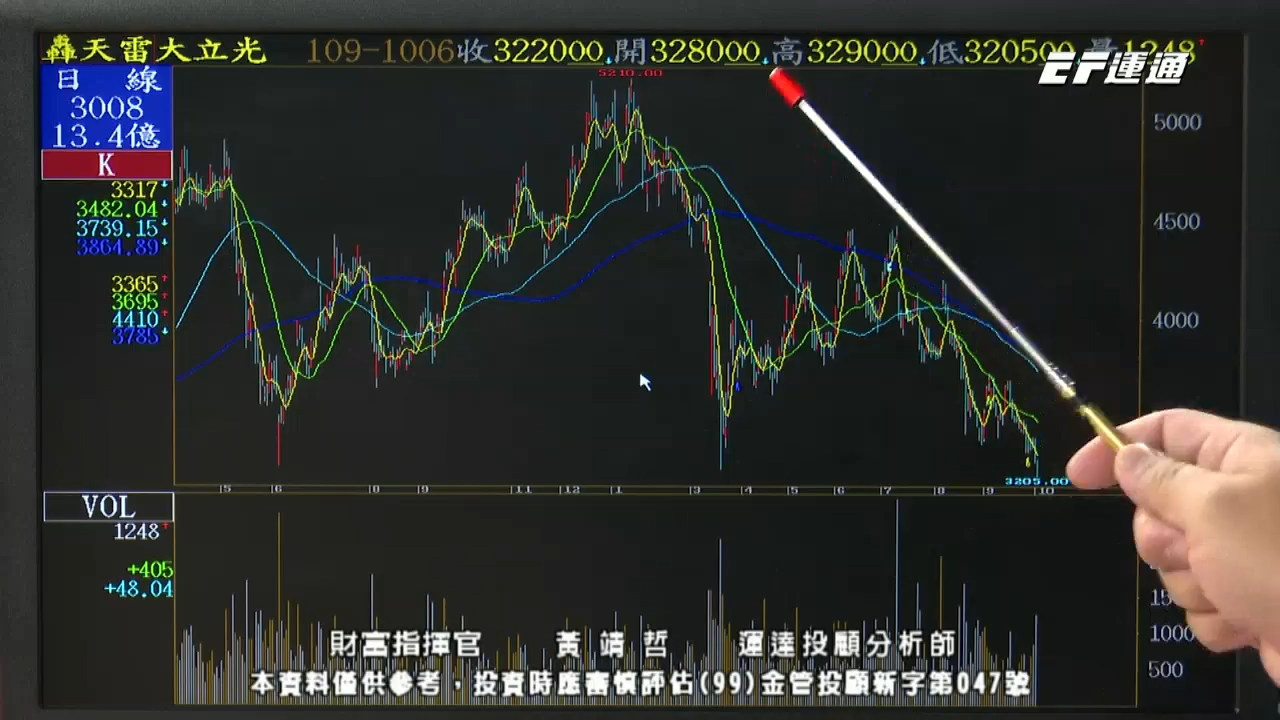 轟天雷大立光 109-1006收322000開328000高329000低320500量1248
EF運通
日 線
3008
13.4億
K
3317
3482.04
3739.15
3864.89
3365
3695
4410
3785
5210.00
5000
4500
4000
3205.00
5 6 8 9 11 12 1 3 4 5 6 7 8 9 10
VOL
1248
+405
+48.04
1000
500
財富指揮官 黃靖哲 運達投顧分析師
本資料僅供參考，投資時應審慎評估(99)金管投顧新字第047號